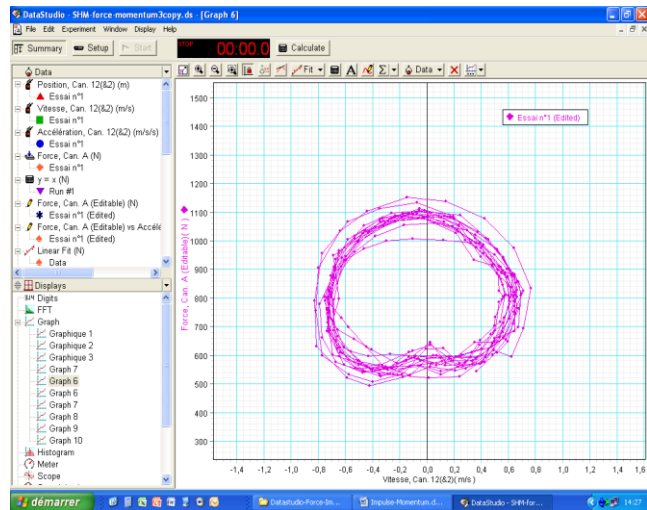 DataStudio - SHM-force-momentum3copy.ds - [Graph 6]
File Edit Experiment Window Display Help
Summary Setup Start STOP 00:00.0 Calculate
Fit A Σ Data
Data
Position, Can. 12(&2) (m)
Essai n°1
Vitesse, Can. 12(&2) (m/s)
Essai n°1
Accélération, Can. 12(&2) (m/s/s)
Essai n°1
Force, Can. A (N)
Essai n°1
y = x (N)
Run #1
Force, Can. A (Editable) (N)
Essai n°1 (Edited)
Force, Can. A (Editable) vs Accélé
Essai n°1 (Edited)
Linear Fit (N)
Data
Displays
Digits
FFT
Graph
Graphique 1
Graphique 2
Graphique 3
Graph 7
Graph 6
Graph 6
Graph 7
Graph 8
Graph 9
Graph 10
Histogram
Meter
Scope
Essai n°1 (Edited)
Force, Can. A (Editable)( N )
1500
1400
1300
1200
1100
1000
900
800
700
600
500
400
300
-1,4 -1,2 -1,0 -0,8 -0,6 -0,4 -0,2 0,0 0,2 0,4 0,6 0,8 1,0 1,2 1,4 1,6
Vitesse, Can. 12(&2)( m/s )
démarrer Datastudio-Force-Im... Impulse-Momentum.d... DataStudio - SHM-for... 14:27